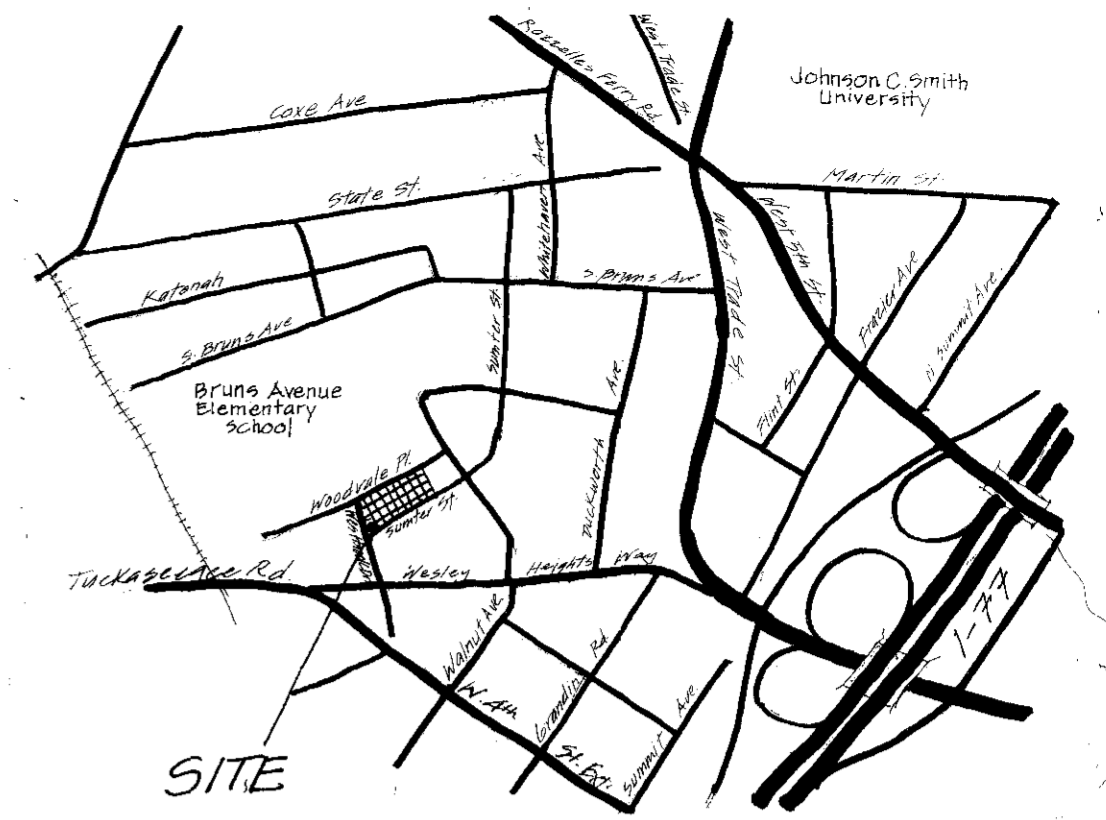 Rozzelles Ferry Rd.
West Trade St.
Johnson C. Smith
University
Coxe Ave
Whitehaven Ave
State St.
Martin St.
West 5th St.
West Trade St.
Katonah
S. Bruns Ave
S. Bruns Ave
Sumter St.
Frazier Ave
N Summit Ave.
Flint St.
Bruns Avenue
Elementary
School
Duckworth Ave.
Woodvale Pl.
Sumter St.
Tuckaseegee Rd.
Wesley Heights Way
I-77
Walnut Ave
Grandin Rd.
W. 4th St. Ext.
Summit Ave
SITE